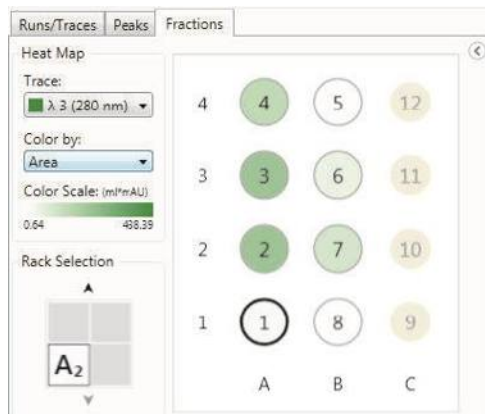 Runs/Traces Peaks Fractions
Heat Map
Trace:
λ 3 (280 nm)
Color by:
Area
Color Scale: (ml*mAU)
0.64 438.39
Rack Selection
A₂
4 4 5 12
3 3 6 11
2 2 7 10
1 1 8 9
A B C